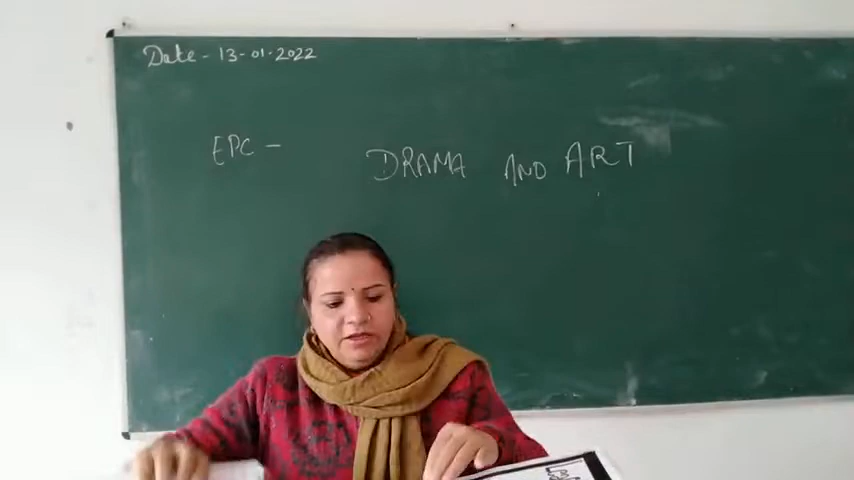 Date - 13-01-2022
EPC - DRAMA AND ART